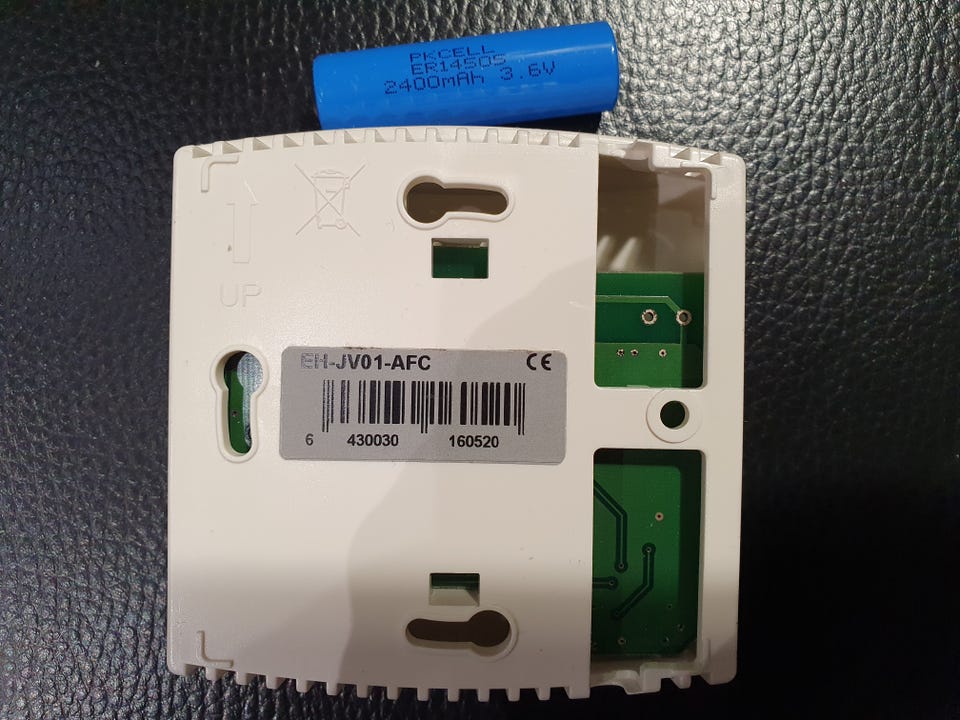 PKCELL
ER14505
2400mAh 3.6V
UP
EH-JV01-AFC CE
6 430030 160520